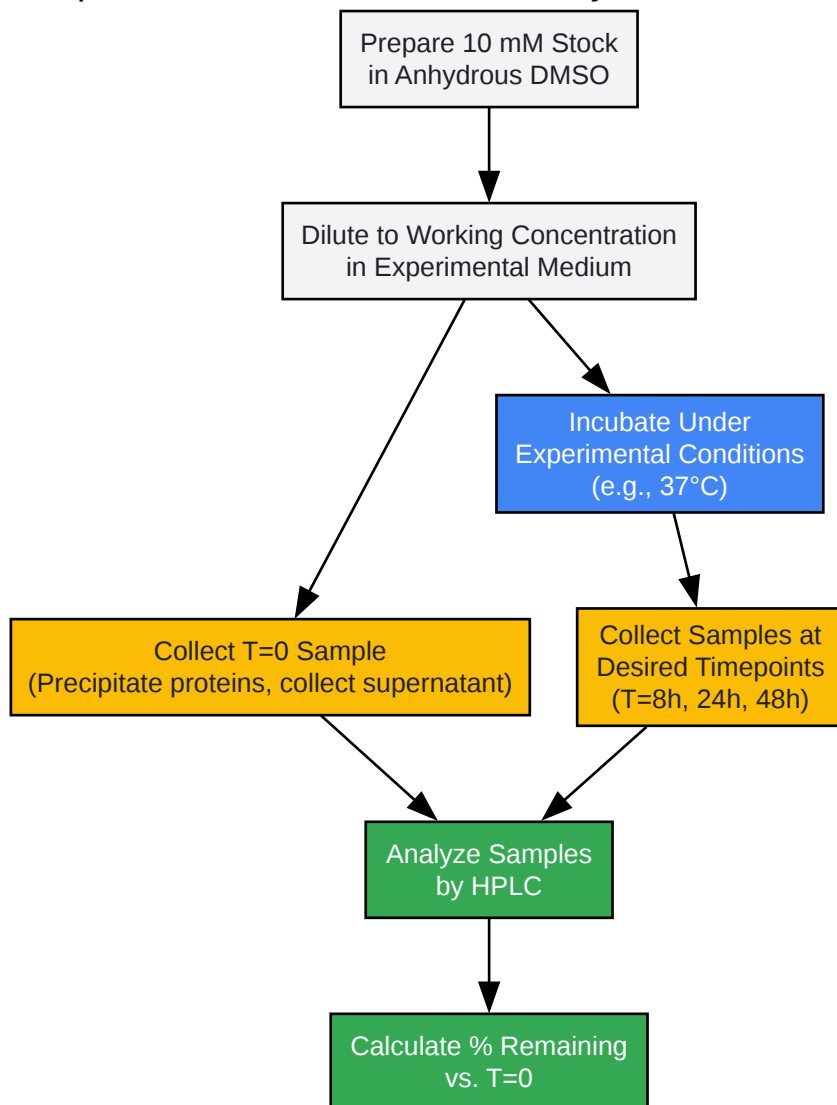 Prepare 10 mM Stock
in Anhydrous DMSO
Dilute to Working Concentration
in Experimental Medium
Incubate Under
Experimental Conditions
(e.g., 37°C)
Collect T=0 Sample
(Precipitate proteins, collect supernatant)
Collect Samples at
Desired Timepoints
(T=8h, 24h, 48h)
Analyze Samples
by HPLC
Calculate % Remaining
vs. T=0